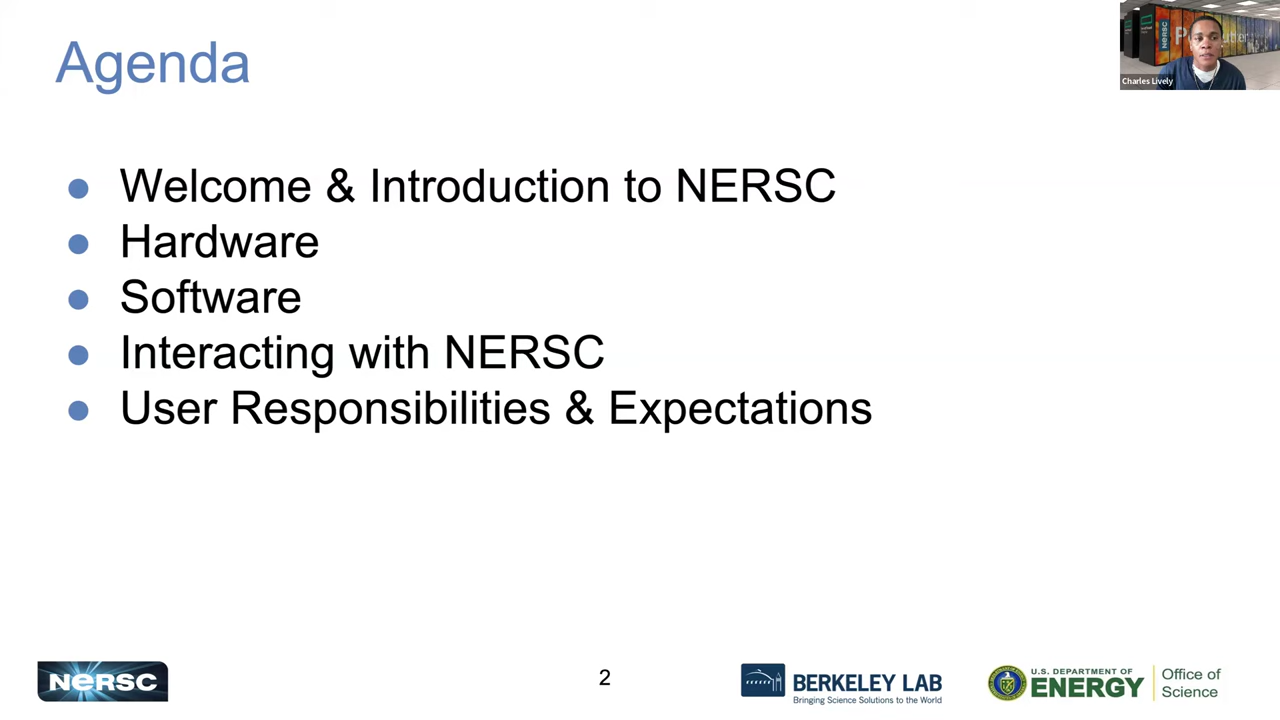 Agenda
Charles Lively
● Welcome & Introduction to NERSC
● Hardware
● Software
● Interacting with NERSC
● User Responsibilities & Expectations
NERSC
2
BERKELEY LAB
Bringing Science Solutions to the World
U.S. DEPARTMENT OF
ENERGY
Office of
Science